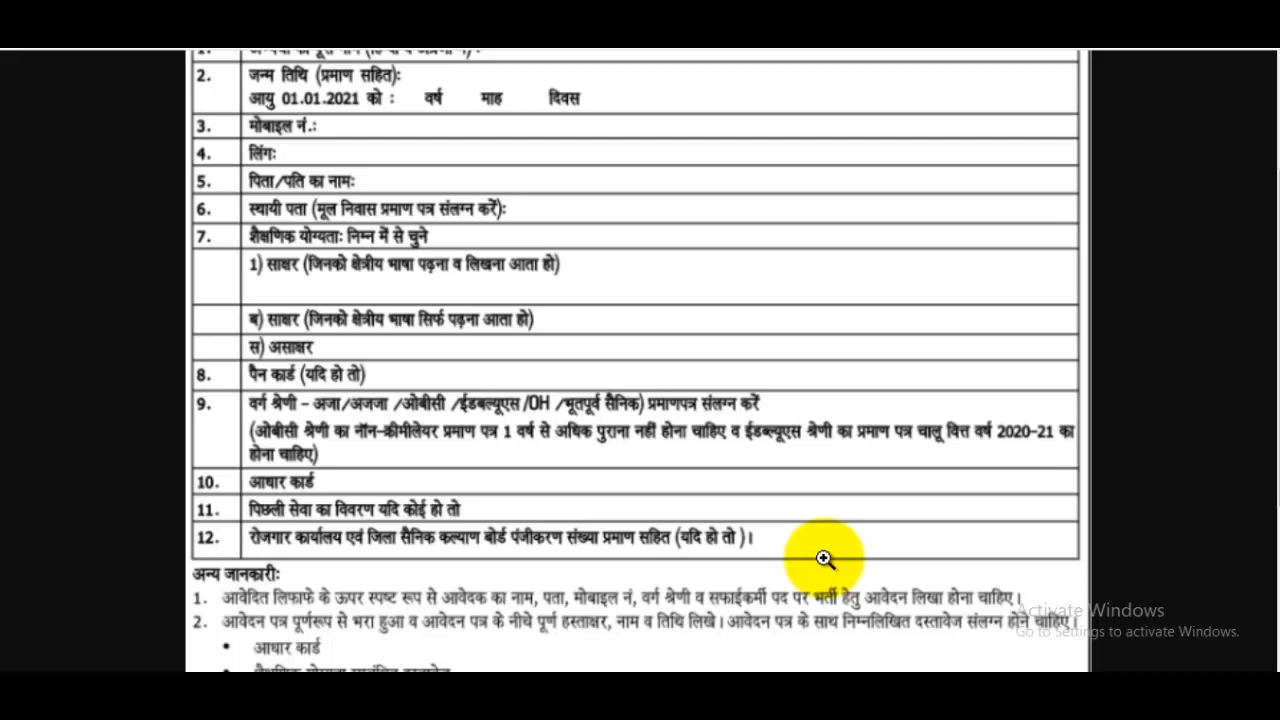 2. जन्म तिथि (प्रमाण सहित):
आयु 01.01.2021 को : वर्ष माह दिवस
3. मोबाइल नं.:
4. लिंग:
5. पिता/पति का नाम:
6. स्थायी पता (मूल निवास प्रमाण पत्र संलग्न करें):
7. शैक्षणिक योग्यता: निम्न में से चुने
1) साक्षर (जिनको क्षेत्रीय भाषा पढ़ना व लिखना आता हो)
ब) साक्षर (जिनको क्षेत्रीय भाषा सिर्फ पढ़ना आता हो)
स) असाक्षर
8. पैन कार्ड (यदि हो तो)
9. वर्ग श्रेणी – अजा/अजजा /ओबीसी /ईडबल्यूएस /OH /भूतपूर्व सैनिक) प्रमाणपत्र संलग्न करें
(ओबीसी श्रेणी का नॉन-क्रीमीलेयर प्रमाण पत्र 1 वर्ष से अधिक पुराना नहीं होना चाहिए व ईडब्ल्यूएस श्रेणी का प्रमाण पत्र चालू वित्त वर्ष 2020-21 का
होना चाहिए)
10. आधार कार्ड
11. पिछली सेवा का विवरण यदि कोई हो तो
12. रोजगार कार्यालय एवं जिला सैनिक कल्याण बोर्ड पंजीकरण संख्या प्रमाण सहित (यदि हो तो )।
अन्य जानकारी:
1. आवेदित लिफाफे के ऊपर स्पष्ट रूप से आवेदक का नाम, पता, मोबाइल नं, वर्ग श्रेणी व सफाईकर्मी पद पर भर्ती हेतु आवेदन लिखा होना चाहिए।
2. आवेदन पत्र पूर्णरूप से भरा हुआ व आवेदन पत्र के नीचे पूर्ण हस्ताक्षर, नाम व तिथि लिखे। आवेदन पत्र के साथ निम्नलिखित दस्तावेज संलग्न होने चाहिए।
• आधार कार्ड
Activate Windows
Go to Settings to activate Windows.